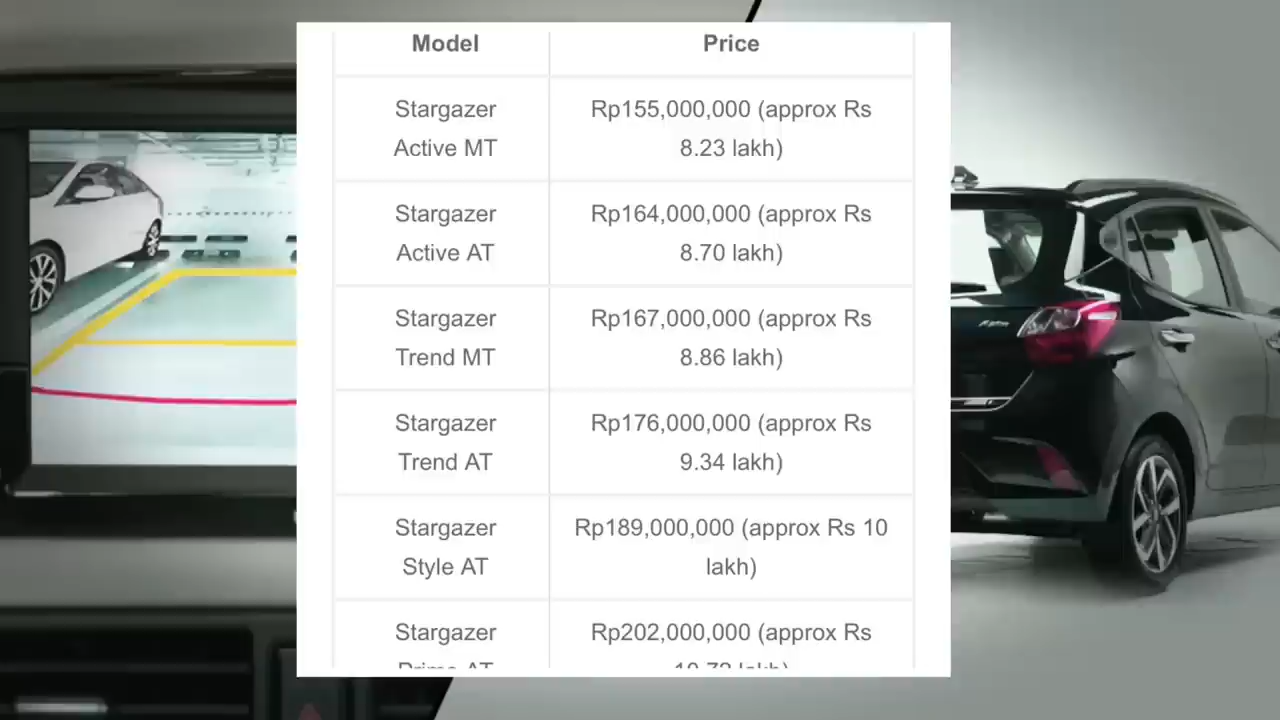 Model Price
Stargazer Active MT Rp155,000,000 (approx Rs 8.23 lakh)
Stargazer Active AT Rp164,000,000 (approx Rs 8.70 lakh)
Stargazer Trend MT Rp167,000,000 (approx Rs 8.86 lakh)
Stargazer Trend AT Rp176,000,000 (approx Rs 9.34 lakh)
Stargazer Style AT Rp189,000,000 (approx Rs 10 lakh)
Stargazer Prime AT Rp202,000,000 (approx Rs